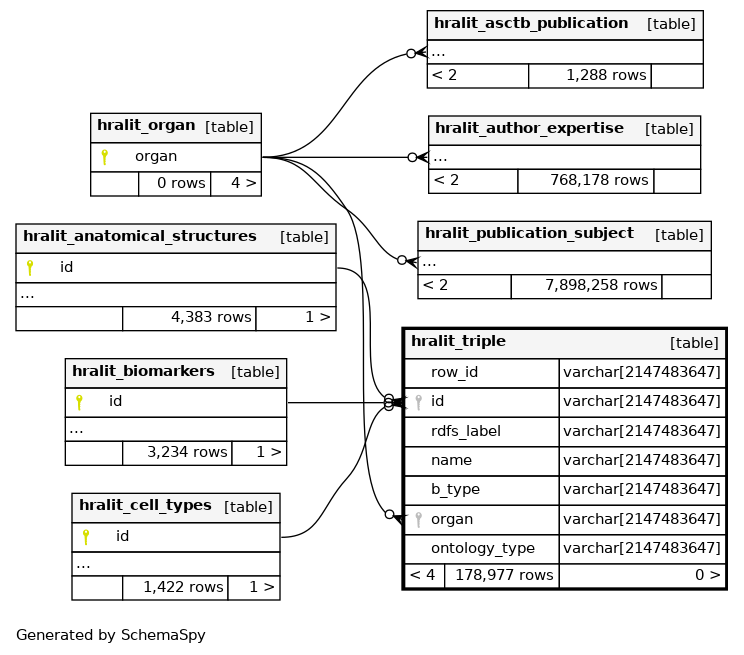 hralit_asctb_publication [table]
...
< 2 1,288 rows
hralit_organ [table]
organ
0 rows 4 >
hralit_author_expertise [table]
...
< 2 768,178 rows
hralit_anatomical_structures [table]
id
...
4,383 rows 1 >
hralit_publication_subject [table]
...
< 2 7,898,258 rows
hralit_biomarkers [table]
id
...
3,234 rows 1 >
hralit_cell_types [table]
id
...
1,422 rows 1 >
hralit_triple [table]
row_id varchar[2147483647]
id varchar[2147483647]
rdfs_label varchar[2147483647]
name varchar[2147483647]
b_type varchar[2147483647]
organ varchar[2147483647]
ontology_type varchar[2147483647]
< 4 178,977 rows 0 >
Generated by SchemaSpy